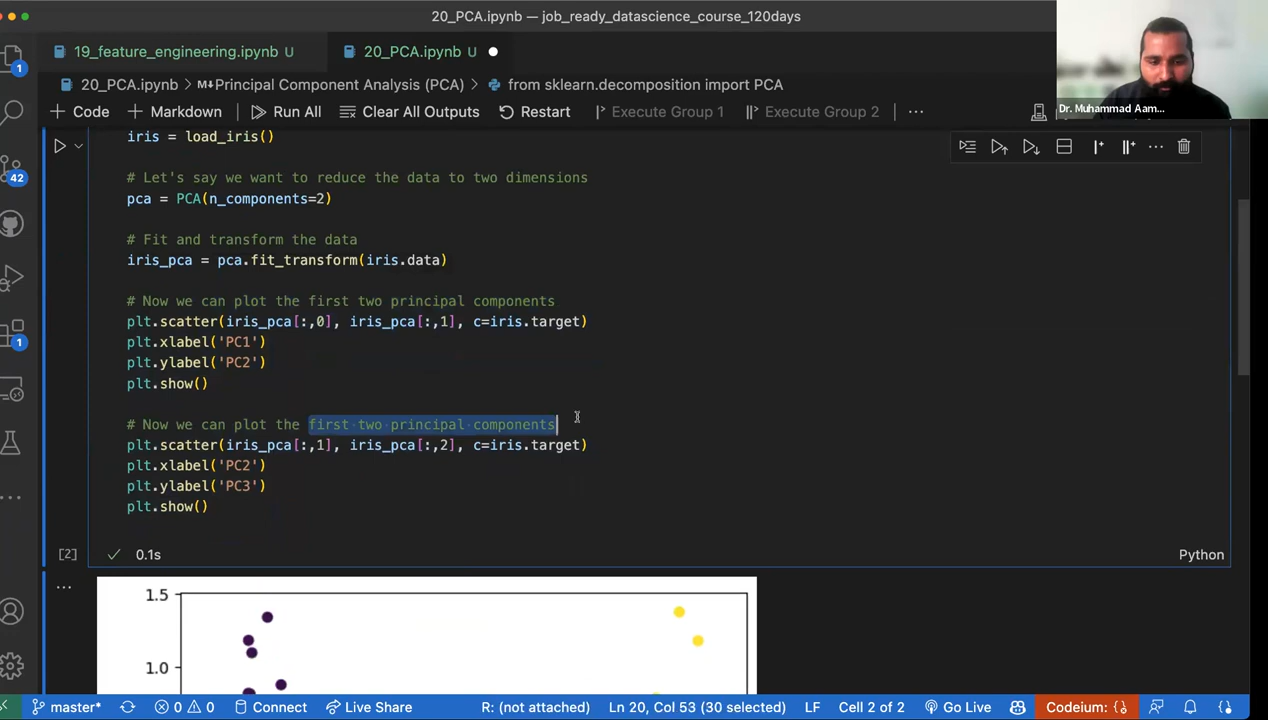 20_PCA.ipynb — job_ready_datascience_course_120days
19_feature_engineering.ipynb U
20_PCA.ipynb U
20_PCA.ipynb > M↓Principal Component Analysis (PCA) > from sklearn.decomposition import PCA
+ Code + Markdown Run All Clear All Outputs Restart Execute Group 1 Execute Group 2 ...
Dr. Muhammad Aam...
1
42
1
iris = load_iris()
# Let's say we want to reduce the data to two dimensions
pca = PCA(n_components=2)
# Fit and transform the data
iris_pca = pca.fit_transform(iris.data)
# Now we can plot the first two principal components
plt.scatter(iris_pca[:,0], iris_pca[:,1], c=iris.target)
plt.xlabel('PC1')
plt.ylabel('PC2')
plt.show()
# Now we can plot the first two principal components
plt.scatter(iris_pca[:,1], iris_pca[:,2], c=iris.target)
plt.xlabel('PC2')
plt.ylabel('PC3')
plt.show()
[2] ✓ 0.1s Python
1.5
1.0
master* 0 0 Connect Live Share R: (not attached) Ln 20, Col 53 (30 selected) LF Cell 2 of 2 Go Live Codeium: {}